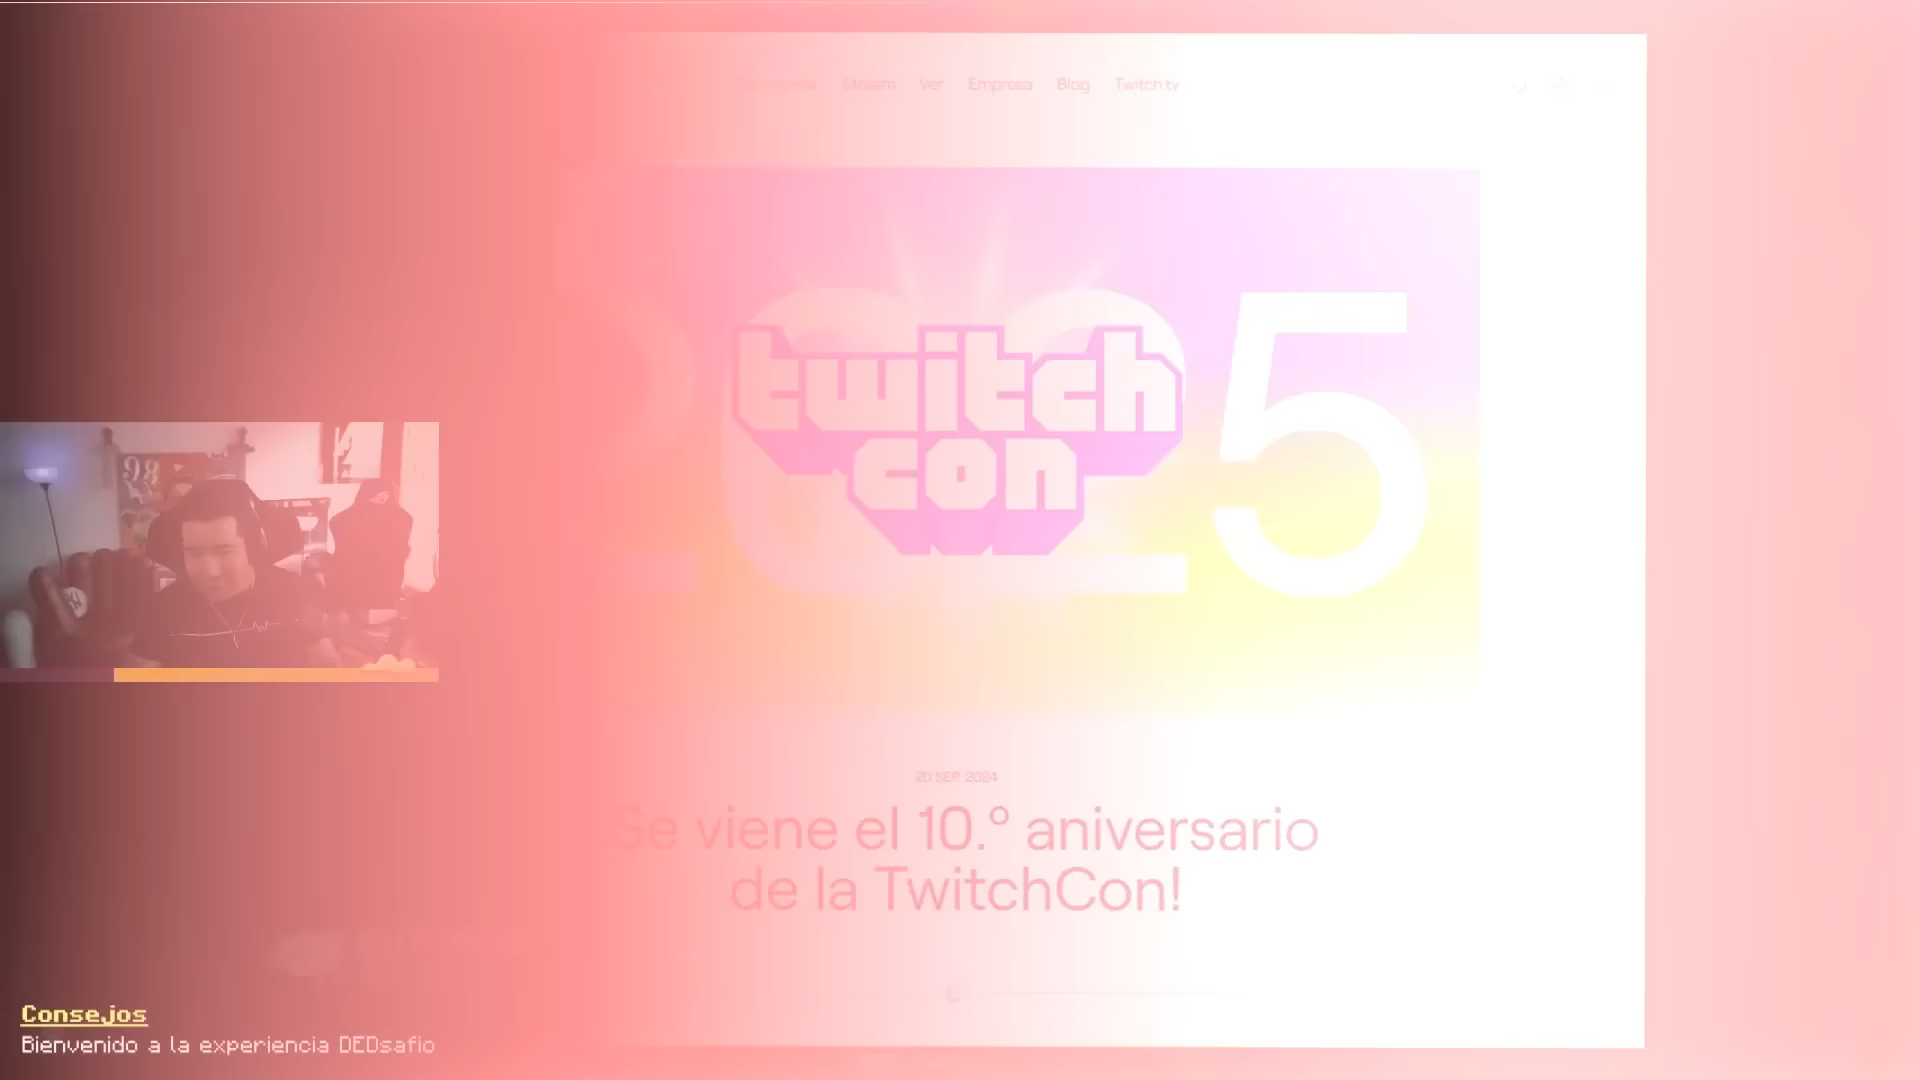 Stream Ver Empresa Blog Twitch.tv
2025
twitch
con
20 SEP. 2024
Se viene el 10.º aniversario
de la TwitchCon!
98
Consejos
Bienvenido a la experiencia DEDsafio